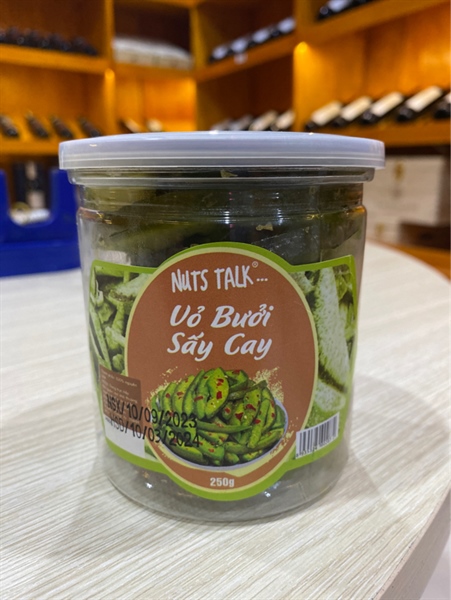 NUTS TALK®...
Vỏ Bưởi
Sấy Cay
NSX/10/09/2023
HSD/10/03/2024
250g